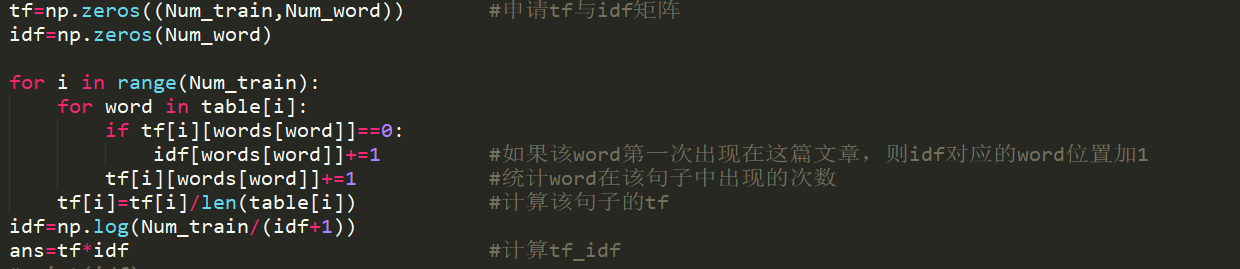 tf=np.zeros((Num_train,Num_word))       #申请tf与idf矩阵
idf=np.zeros(Num_word)

for i in range(Num_train):
    for word in table[i]:
        if tf[i][words[word]]==0:
            idf[words[word]]+=1         #如果该word第一次出现在这篇文章，则idf对应的word位置加1
        tf[i][words[word]]+=1           #统计word在该句子中出现的次数
    tf[i]=tf[i]/len(table[i])           #计算该句子的tf
idf=np.log(Num_train/(idf+1))
ans=tf*idf                              #计算tf_idf